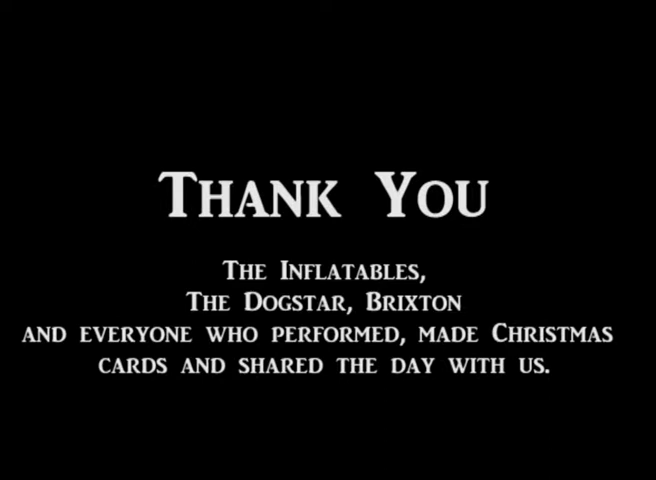 Thank You
The Inflatables,
The Dogstar, Brixton
and everyone who performed, made Christmas
cards and shared the day with us.